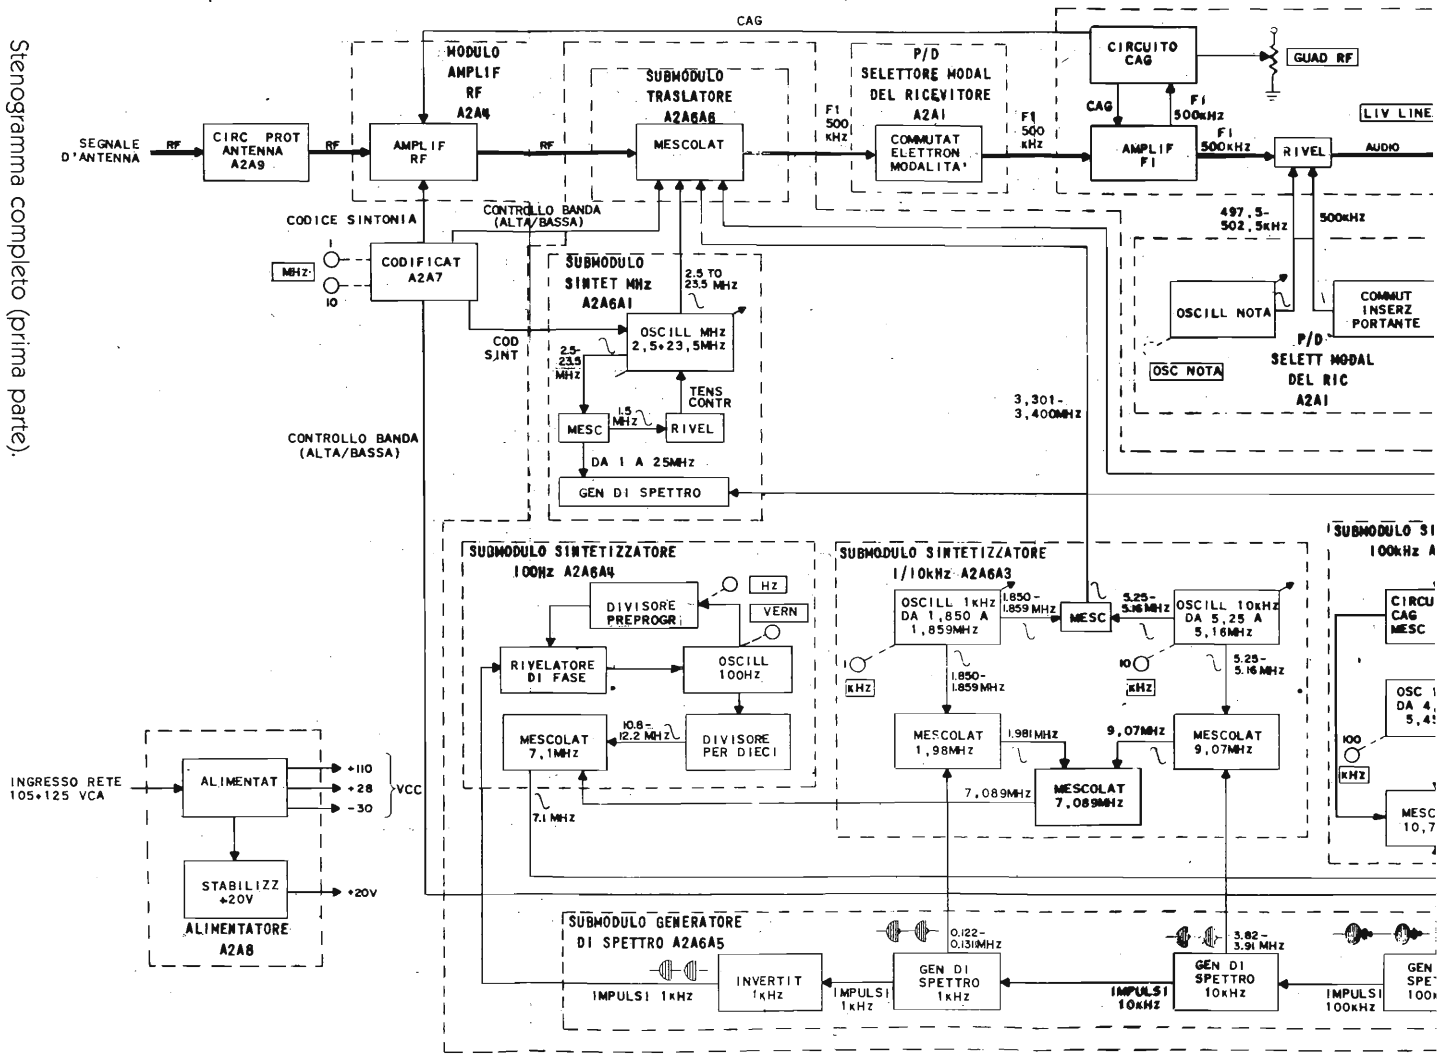 Stenogramma completo (prima parte).
CAG
MODULO
AMPLIF
RF
A2A4
SUBMODULO
TRASLATORE
A2A6A6
P/D
SELETTORE MODAL
DEL RICEVITORE
A2A1
CIRCUITO
CAG
GUAD RF
CAG
FI
500kHz
LIV LINE
SEGNALE
D'ANTENNA
RF
CIRC PROT
ANTENNA
A2A9
RF
AMPLIF
RF
RF
MESCOLAT
F1
500
kHz
COMMUTAT
ELETTRON
MODALITA'
F1
500
kHz
AMPLIF
FI
FI
500kHz
RIVEL
AUDIO
CODICE SINTONIA
CONTROLLO BANDA
(ALTA/BASSA)
497,5-
502,5kHz
500kHz
1
MHz
10
CODIFICAT
A2A7
SUBMODULO
SINTET MHz
A2A6A1
2.5 TO
23.5 MHz
OSCILL MHz
2,5÷23,5MHz
COD
SINT
2.5-
23.5
MHz
TENS
CONTR
MESC
1.5
MHz
RIVEL
DA 1 A 25MHz
GEN DI SPETTRO
OSCILL NOTA
COMMUT
INSERZ
PORTANTE
OSC NOTA
P/D
SELETT MODAL
DEL RIC
A2A1
3,301-
3,400MHz
CONTROLLO BANDA
(ALTA/BASSA)
SUBMODULO SINTETIZZATORE
100Hz A2A6A4
DIVISORE
PREPROGR
Hz
VERN
RIVELATORE
DI FASE
OSCILL
100Hz
MESCOLAT
7,1MHz
10.8-
12.2 MHz
DIVISORE
PER DIECI
7.1 MHz
SUBMODULO SINTETIZZATORE
1/10kHz A2A6A3
OSCILL 1kHz
DA 1,850 A
1,859MHz
1.850-
1.859 MHz
MESC
5.25-
5.16 MHz
OSCILL 10kHz
DA 5,25 A
5,16MHz
1
kHz
1.850-
1.859MHz
10
kHz
5.25-
5.16 MHz
MESCOLAT
1,98MHz
1.981MHz
9,07MHz
MESCOLAT
9,07MHz
7,089MHz
MESCOLAT
7,089MHz
SUBMODULO SI
100kHz A
CIRCU
CAG
MESC
OSC 1
DA 4,
5,45
100
kHz
MESC
10,7
INGRESSO RETE
105÷125 VCA
ALIMENTAT
+110
+28
-30
VCC
STABILIZZ
+20V
+20V
ALIMENTATORE
A2A8
SUBMODULO GENERATORE
DI SPETTRO A2A6A5
0.122-
0.131MHz
3.82-
3.91 MHz
IMPULSI 1kHz
INVERTIT
1kHz
IMPULSI
1kHz
GEN DI
SPETTRO
1kHz
IMPULSI
10kHz
GEN DI
SPETTRO
10kHz
IMPULSI
100kHz
GEN
SPET
100k